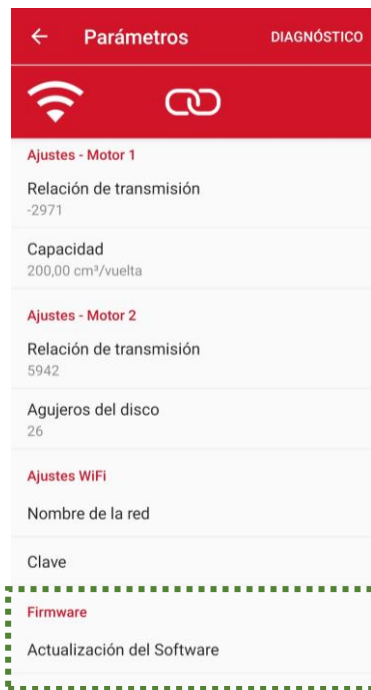 Parámetros
DIAGNÓSTICO
Ajustes - Motor 1
Relación de transmisión
-2971
Capacidad
200,00 cm³/vuelta
Ajustes - Motor 2
Relación de transmisión
5942
Agujeros del disco
26
Ajustes WiFi
Nombre de la red
Clave
Firmware
Actualización del Software